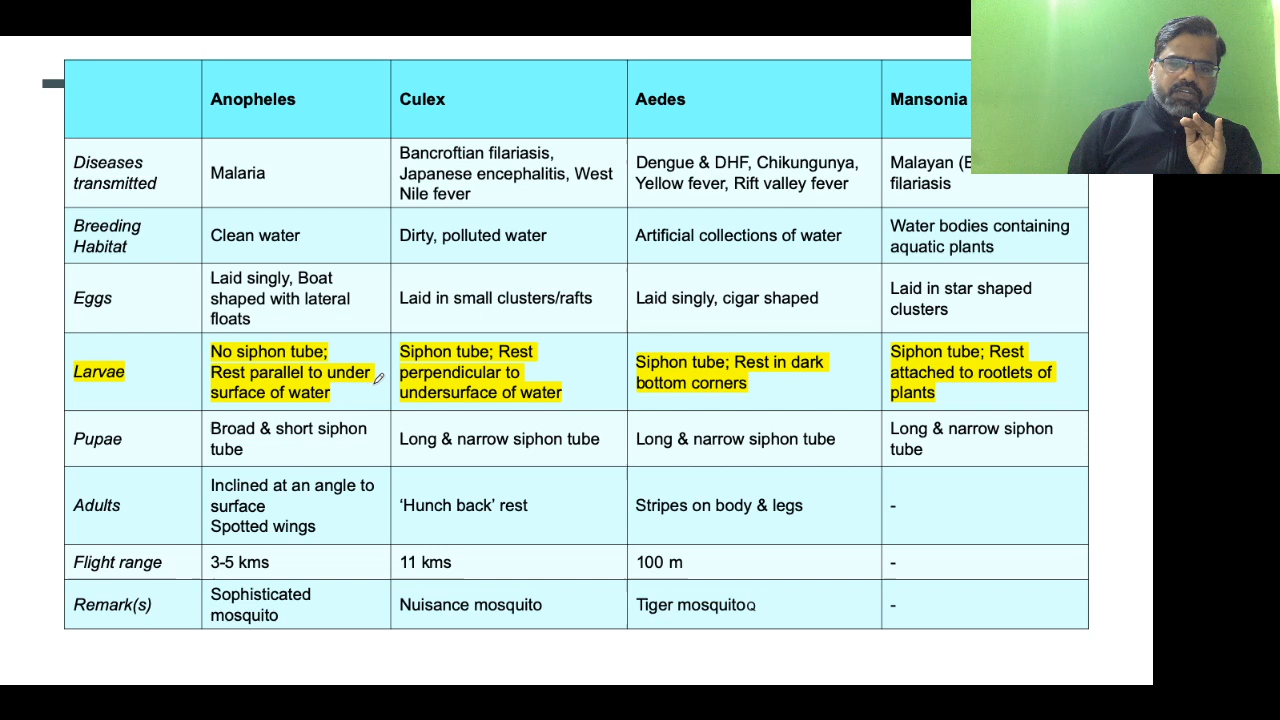 Anopheles
Culex
Aedes
Mansonia
Diseases
transmitted
Malaria
Bancroftian filariasis,
Japanese encephalitis, West
Nile fever
Dengue & DHF, Chikungunya,
Yellow fever, Rift valley fever
Malayan
filariasis
Breeding
Habitat
Clean water
Dirty, polluted water
Artificial collections of water
Water bodies containing
aquatic plants
Eggs
Laid singly, Boat
shaped with lateral
floats
Laid in small clusters/rafts
Laid singly, cigar shaped
Laid in star shaped
clusters
Larvae
No siphon tube;
Rest parallel to under
surface of water
Siphon tube; Rest
perpendicular to
undersurface of water
Siphon tube; Rest in dark
bottom corners
Siphon tube; Rest
attached to rootlets of
plants
Pupae
Broad & short siphon
tube
Long & narrow siphon tube
Long & narrow siphon tube
Long & narrow siphon
tube
Adults
Inclined at an angle to
surface
Spotted wings
‘Hunch back’ rest
Stripes on body & legs
-
Flight range
3-5 kms
11 kms
100 m
-
Remark(s)
Sophisticated
mosquito
Nuisance mosquito
Tiger mosquitoQ
-